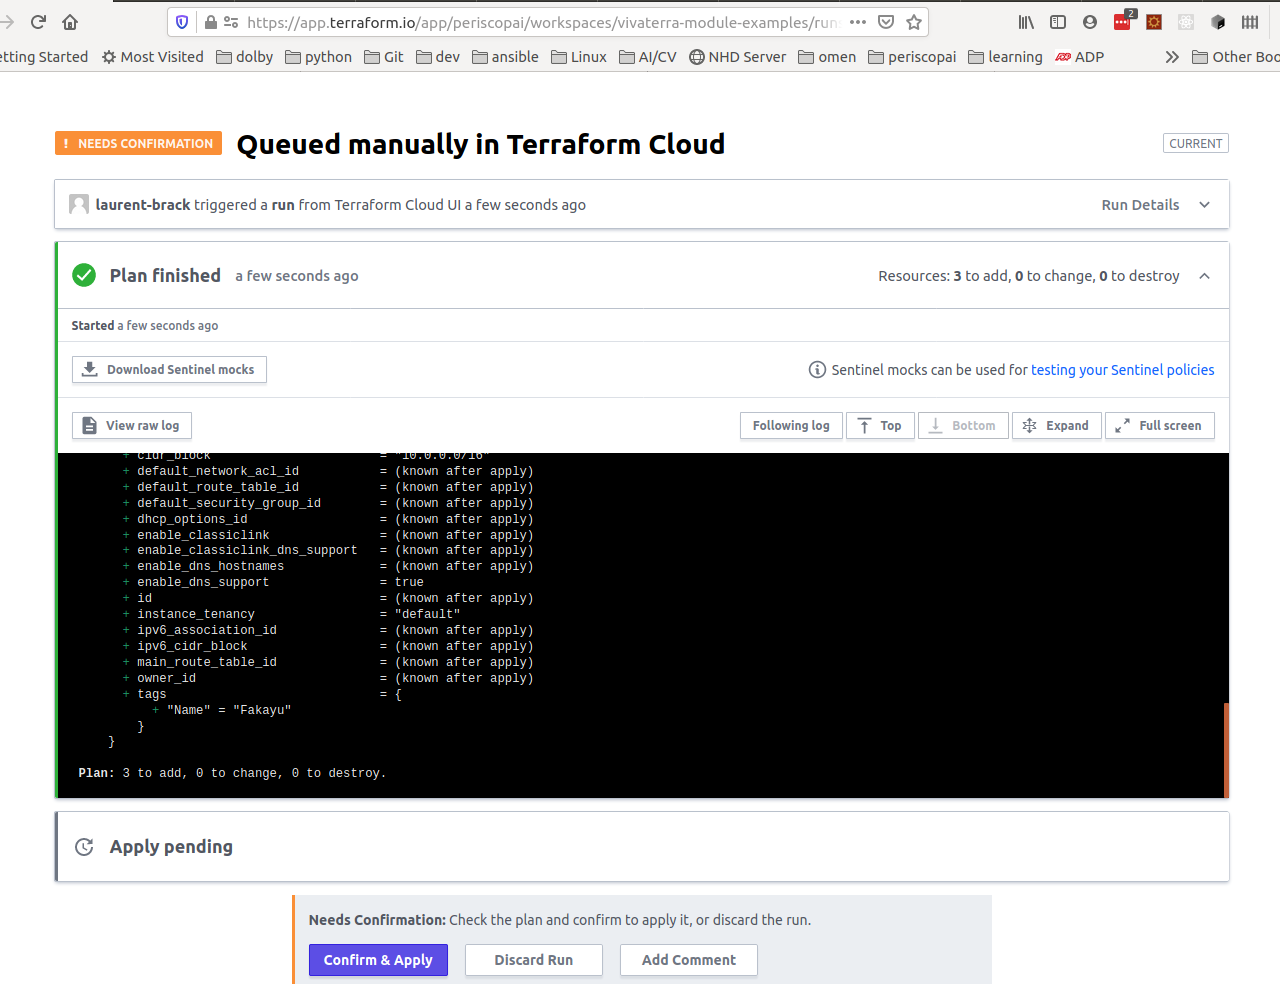 https://app.terraform.io/app/periscopai/workspaces/vivaterra-module-examples/run
2
etting Started Most Visited dolby python Git dev ansible Linux AI/CV NHD Server omen periscopai learning ADP Other Boo
! NEEDS CONFIRMATION Queued manually in Terraform Cloud CURRENT
laurent-brack triggered a run from Terraform Cloud UI a few seconds ago Run Details
Plan finished a few seconds ago Resources: 3 to add, 0 to change, 0 to destroy
Started a few seconds ago
Download Sentinel mocks Sentinel mocks can be used for testing your Sentinel policies
View raw log Following log Top Bottom Expand Full screen
+ cidr_block = "10.0.0.0/16"
+ default_network_acl_id = (known after apply)
+ default_route_table_id = (known after apply)
+ default_security_group_id = (known after apply)
+ dhcp_options_id = (known after apply)
+ enable_classiclink = (known after apply)
+ enable_classiclink_dns_support = (known after apply)
+ enable_dns_hostnames = (known after apply)
+ enable_dns_support = true
+ id = (known after apply)
+ instance_tenancy = "default"
+ ipv6_association_id = (known after apply)
+ ipv6_cidr_block = (known after apply)
+ main_route_table_id = (known after apply)
+ owner_id = (known after apply)
+ tags = {
+ "Name" = "Fakayu"
}
}
Plan: 3 to add, 0 to change, 0 to destroy.
Apply pending
Needs Confirmation: Check the plan and confirm to apply it, or discard the run.
Confirm & Apply Discard Run Add Comment